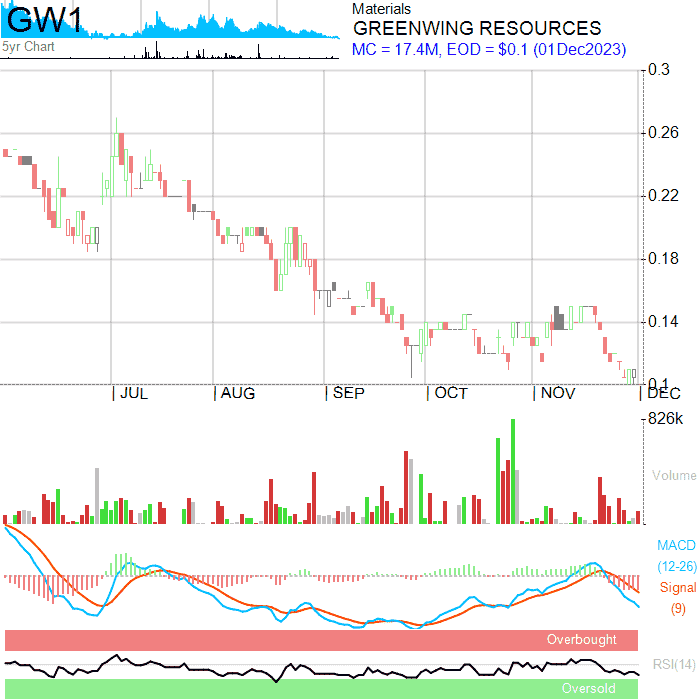 GW1
5yr Chart
Materials
GREENWING RESOURCES
MC = 17.4M, EOD = $0.1 (01Dec2023)
0.3
0.26
0.22
0.18
0.14
0.1
JUL AUG SEP OCT NOV DEC
826k
Volume
MACD
(12-26)
Signal
(9)
Overbought
RSI(14)
Oversold